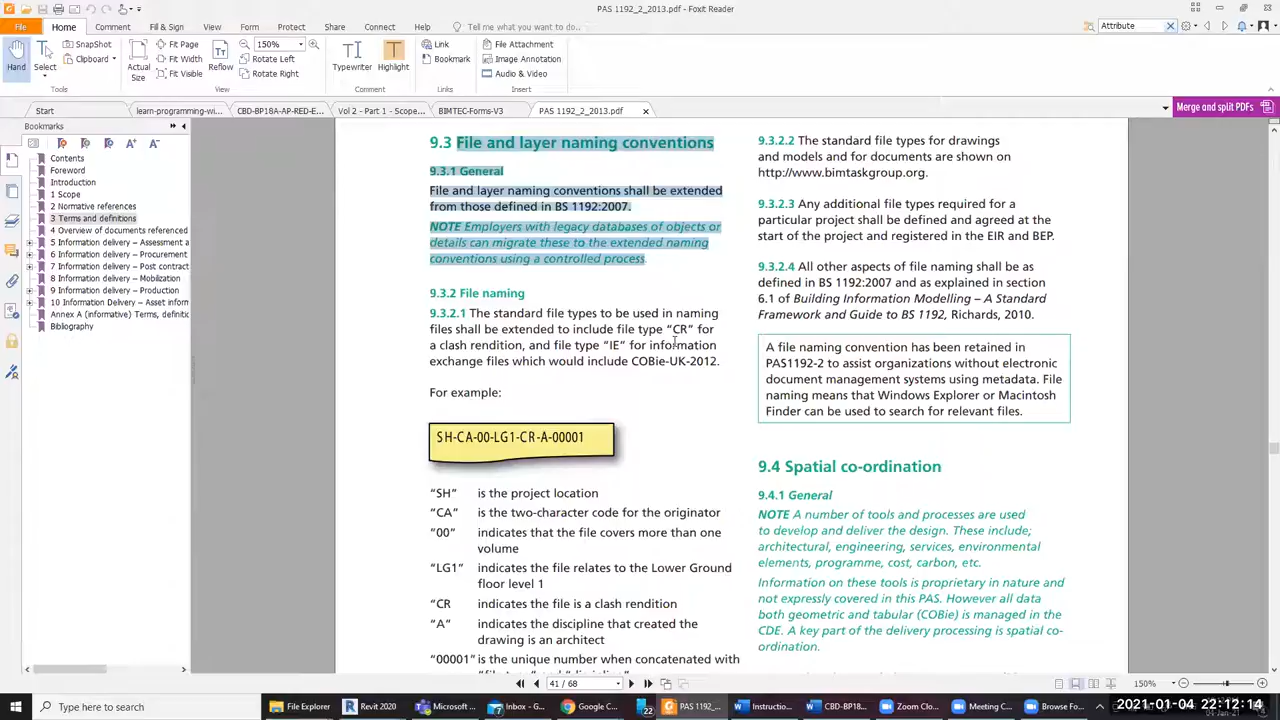 PAS 1192_2_2013.pdf - Foxit Reader
File
Home
Comment
Fill & Sign
View
Form
Protect
Share
Connect
Help
Tell me what you want to do...
Attribute
Hand
Select
SnapShot
Clipboard
Actual
Size
Fit Page
Fit Width
Fit Visible
Reflow
150%
Rotate Left
Rotate Right
Typewriter
Highlight
Link
Bookmark
File Attachment
Image Annotation
Audio & Video
Tools
View
Comment
Links
Insert
Start
learn-programming-wi...
CBD-BP18A-AP-RED-E...
Vol 2 - Part 1 - Scope...
BIMTEC-Forms-V3
PAS 1192_2_2013.pdf
Merge and split PDFs
Bookmarks
Contents
Foreword
Introduction
1 Scope
2 Normative references
3 Terms and definitions
4 Overview of documents referenced
5 Information delivery – Assessment a
6 Information delivery – Procurement
7 Information delivery – Post contract
8 Information delivery – Mobilization
9 Information delivery – Production
10 Information Delivery – Asset infor
Annex A (informative) Terms, definitio
Bibliography
9.3 File and layer naming conventions
9.3.1 General
File and layer naming conventions shall be extended
from those defined in BS 1192:2007.
NOTE Employers with legacy databases of objects or
details can migrate these to the extended naming
conventions using a controlled process.
9.3.2 File naming
9.3.2.1 The standard file types to be used in naming
files shall be extended to include file type “CR” for
a clash rendition, and file type “IE” for information
exchange files which would include COBie-UK-2012.
For example:
SH-CA-00-LG1-CR-A-00001
“SH” is the project location
“CA” is the two-character code for the originator
“00” indicates that the file covers more than one
volume
“LG1” indicates the file relates to the Lower Ground
floor level 1
“CR indicates the file is a clash rendition
“A” indicates the discipline that created the
drawing is an architect
“00001” is the unique number when concatenated with
9.3.2.2 The standard file types for drawings
and models and for documents are shown on
http://www.bimtaskgroup.org.
9.3.2.3 Any additional file types required for a
particular project shall be defined and agreed at the
start of the project and registered in the EIR and BEP.
9.3.2.4 All other aspects of file naming shall be as
defined in BS 1192:2007 and as explained in section
6.1 of Building Information Modelling – A Standard
Framework and Guide to BS 1192, Richards, 2010.
A file naming convention has been retained in
PAS1192-2 to assist organizations without electronic
document management systems using metadata. File
naming means that Windows Explorer or Macintosh
Finder can be used to search for relevant files.
9.4 Spatial co-ordination
9.4.1 General
NOTE A number of tools and processes are used
to develop and deliver the design. These include;
architectural, engineering, services, environmental
elements, programme, cost, carbon, etc.
Information on these tools is proprietary in nature and
not expressly covered in this PAS. However all data
both geometric and tabular (COBie) is managed in the
CDE. A key part of the delivery processing is spatial co-
ordination.
41 / 68
150%
Type here to search
File Explorer
Revit 2020
Microsoft ...
Inbox - G...
Google C...
22
PAS 1192_...
Instructio...
CBD-BP18...
Zoom Clo...
Meeting C...
Browse Fo...
2021-01-04 22:12:14